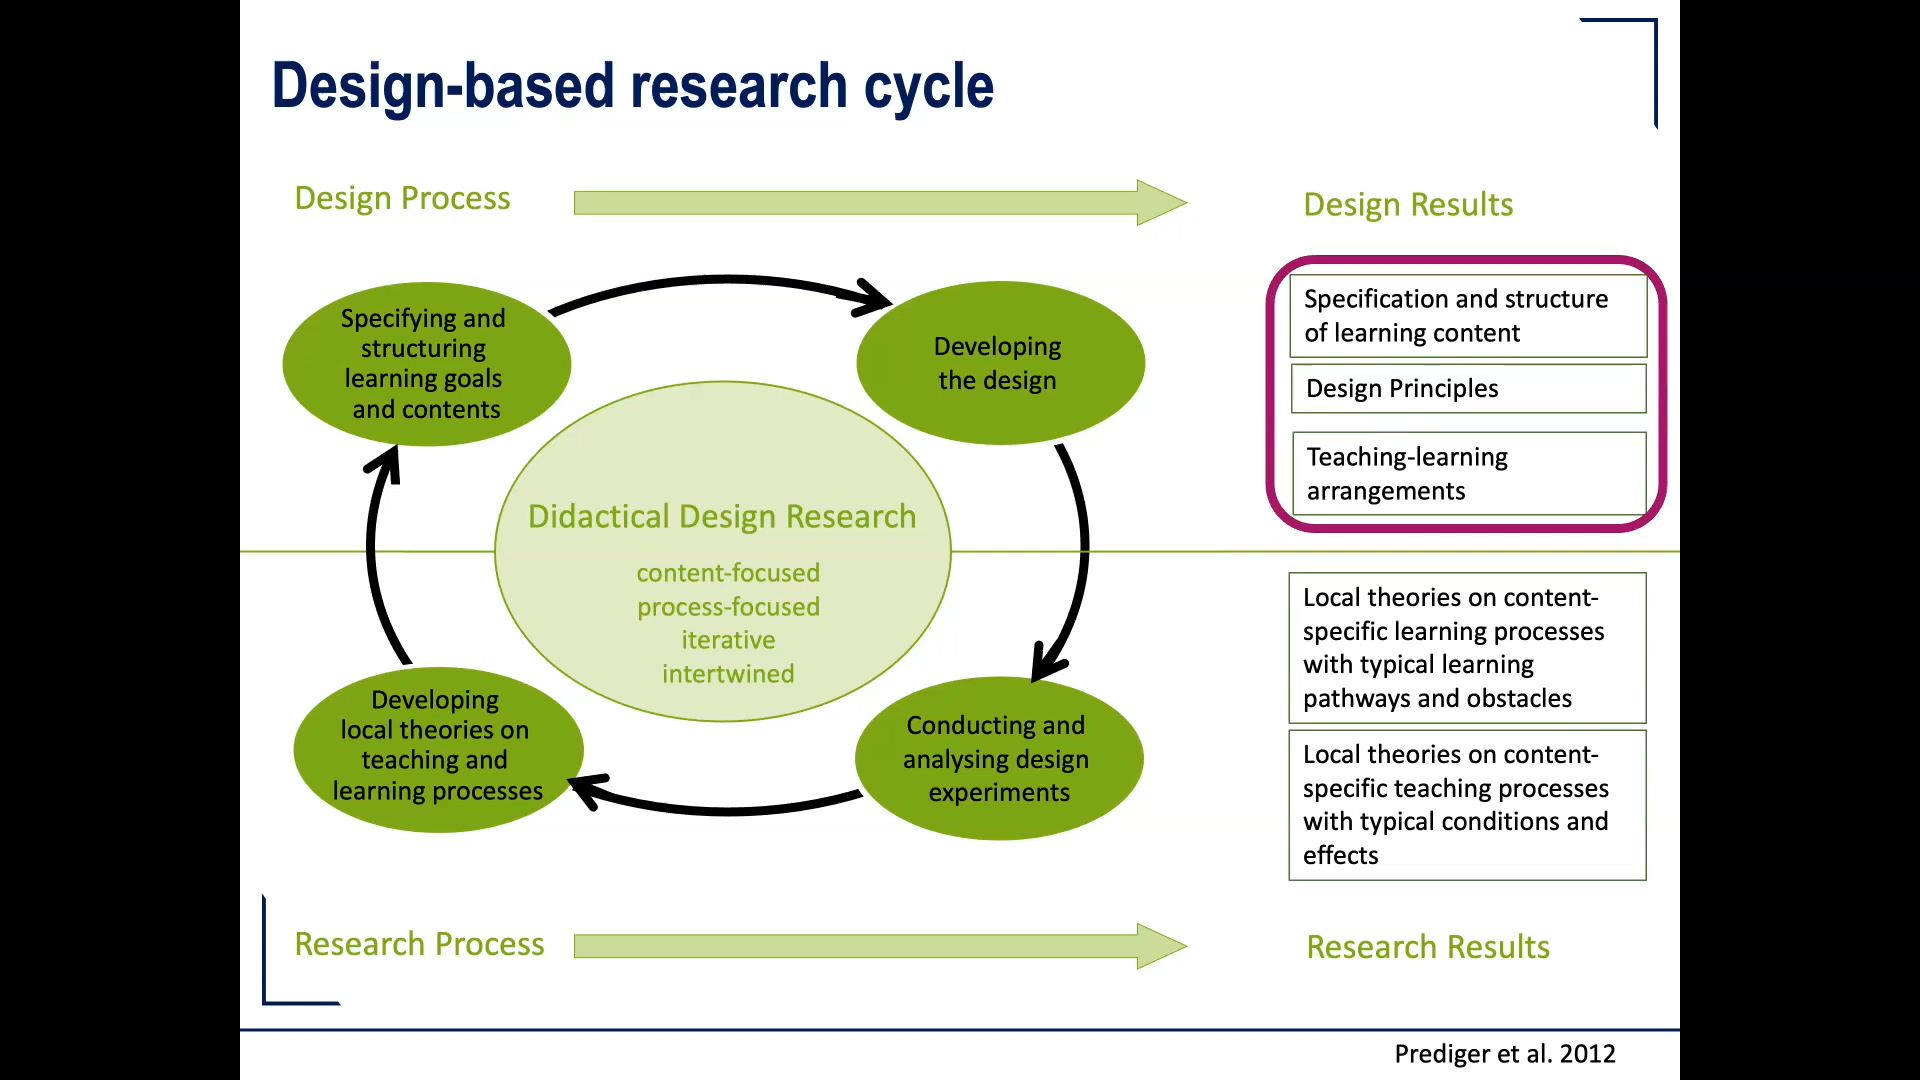 Design-based research cycle
Design Process
Design Results
Specifying and
structuring
learning goals
and contents
Developing
the design
Specification and structure
of learning content
Design Principles
Teaching-learning
arrangements
Didactical Design Research
content-focused
process-focused
iterative
intertwined
Developing
local theories on
teaching and
learning processes
Conducting and
analysing design
experiments
Local theories on content-
specific learning processes
with typical learning
pathways and obstacles
Local theories on content-
specific teaching processes
with typical conditions and
effects
Research Process
Research Results
Prediger et al. 2012